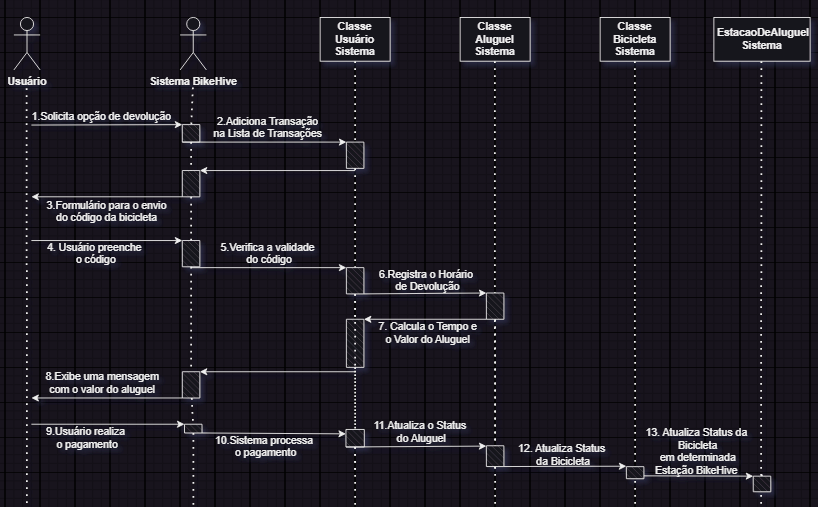 Usuário
Sistema BikeHive
Classe
Usuário
Sistema
Classe
Aluguel
Sistema
Classe
Bicicleta
Sistema
EstacaoDeAluguel
Sistema
1.Solicita opção de devolução
2.Adiciona Transação
na Lista de Transações
3.Formulário para o envio
do código da bicicleta
4. Usuário preenche
o código
5.Verifica a validade
do código
6.Registra o Horário
de Devolução
7. Calcula o Tempo e
o Valor do Aluguel
8.Exibe uma mensagem
com o valor do aluguel
9.Usuário realiza
o pagamento
10.Sistema processa
o pagamento
11.Atualiza o Status
do Aluguel
12. Atualiza Status
da Bicicleta
13. Atualiza Status da
Bicicleta
em determinada
Estação BikeHive